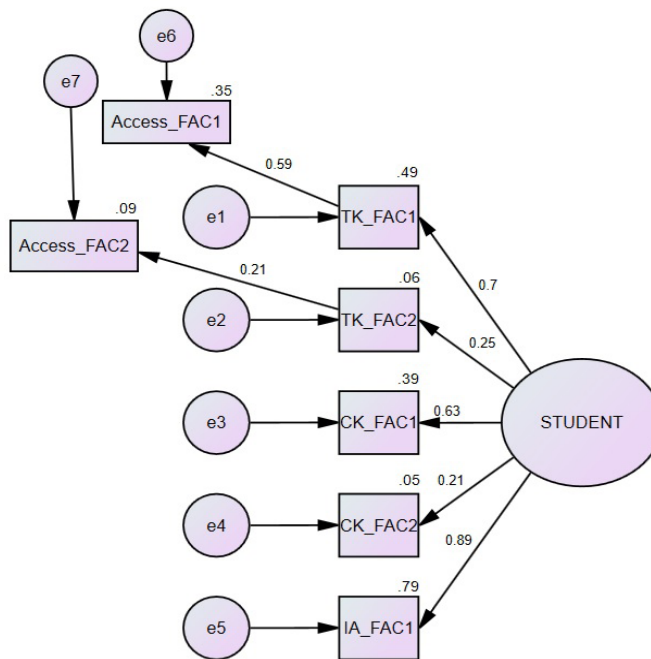 e6
e7
.35
Access_FAC1
0.59
.49
e1
TK_FAC1
.09
Access_FAC2
0.21
0.7
.06
e2
TK_FAC2
0.25
.39
e3
CK_FAC1
0.63
STUDENT
.05
0.21
e4
CK_FAC2
0.89
.79
e5
IA_FAC1